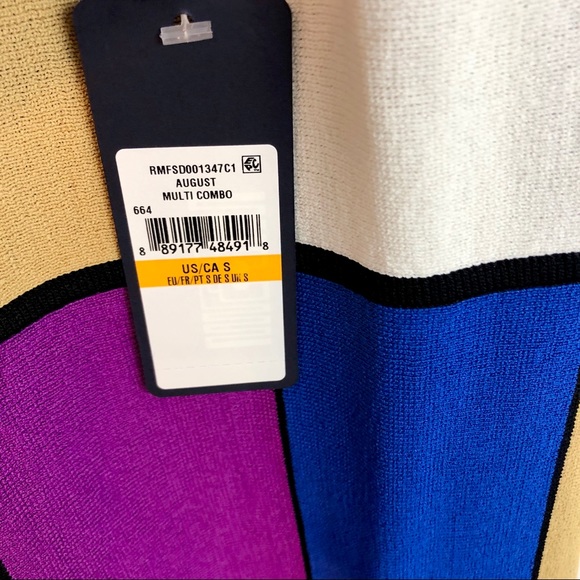 RMFSD001347C1
AUGUST
MULTI COMBO
664
8 89177 48491 8
US/CA S
EU/FR/PT S DE S UK S